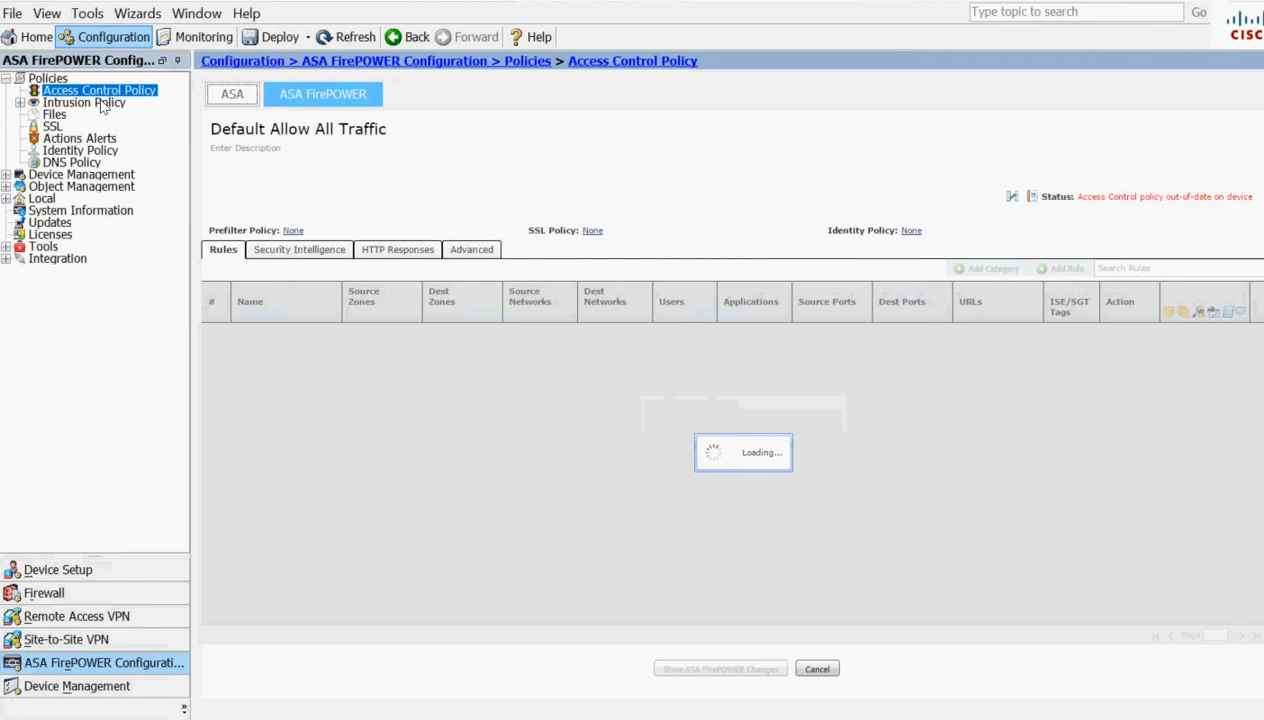 File View Tools Wizards Window Help
Type topic to search Go
Home Configuration Monitoring Deploy Refresh Back Forward Help
CISC
ASA FirePOWER Config...
Configuration > ASA FirePOWER Configuration > Policies > Access Control Policy
Policies
Access Control Policy
Intrusion Policy
Files
SSL
Actions Alerts
Identity Policy
DNS Policy
Device Management
Object Management
Local
System Information
Updates
Licenses
Tools
Integration
ASA ASA FirePOWER
Default Allow All Traffic
Enter Description
Status: Access Control policy out-of-date on device
Prefilter Policy: None SSL Policy: None Identity Policy: None
Rules Security Intelligence HTTP Responses Advanced
Add Category Add Rule Search Rules
# Name Source Zones Dest Zones Source Networks Dest Networks Users Applications Source Ports Dest Ports URLs ISE/SGT Tags Action
Loading...
Page
Store ASA FirePOWER Changes Cancel
Device Setup
Firewall
Remote Access VPN
Site-to-Site VPN
ASA FirePOWER Configurati...
Device Management